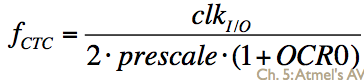 f_CTC = clk_I/O / 2 · prescale · (1 + OCR0)
Ch. 5: Atmel's AV